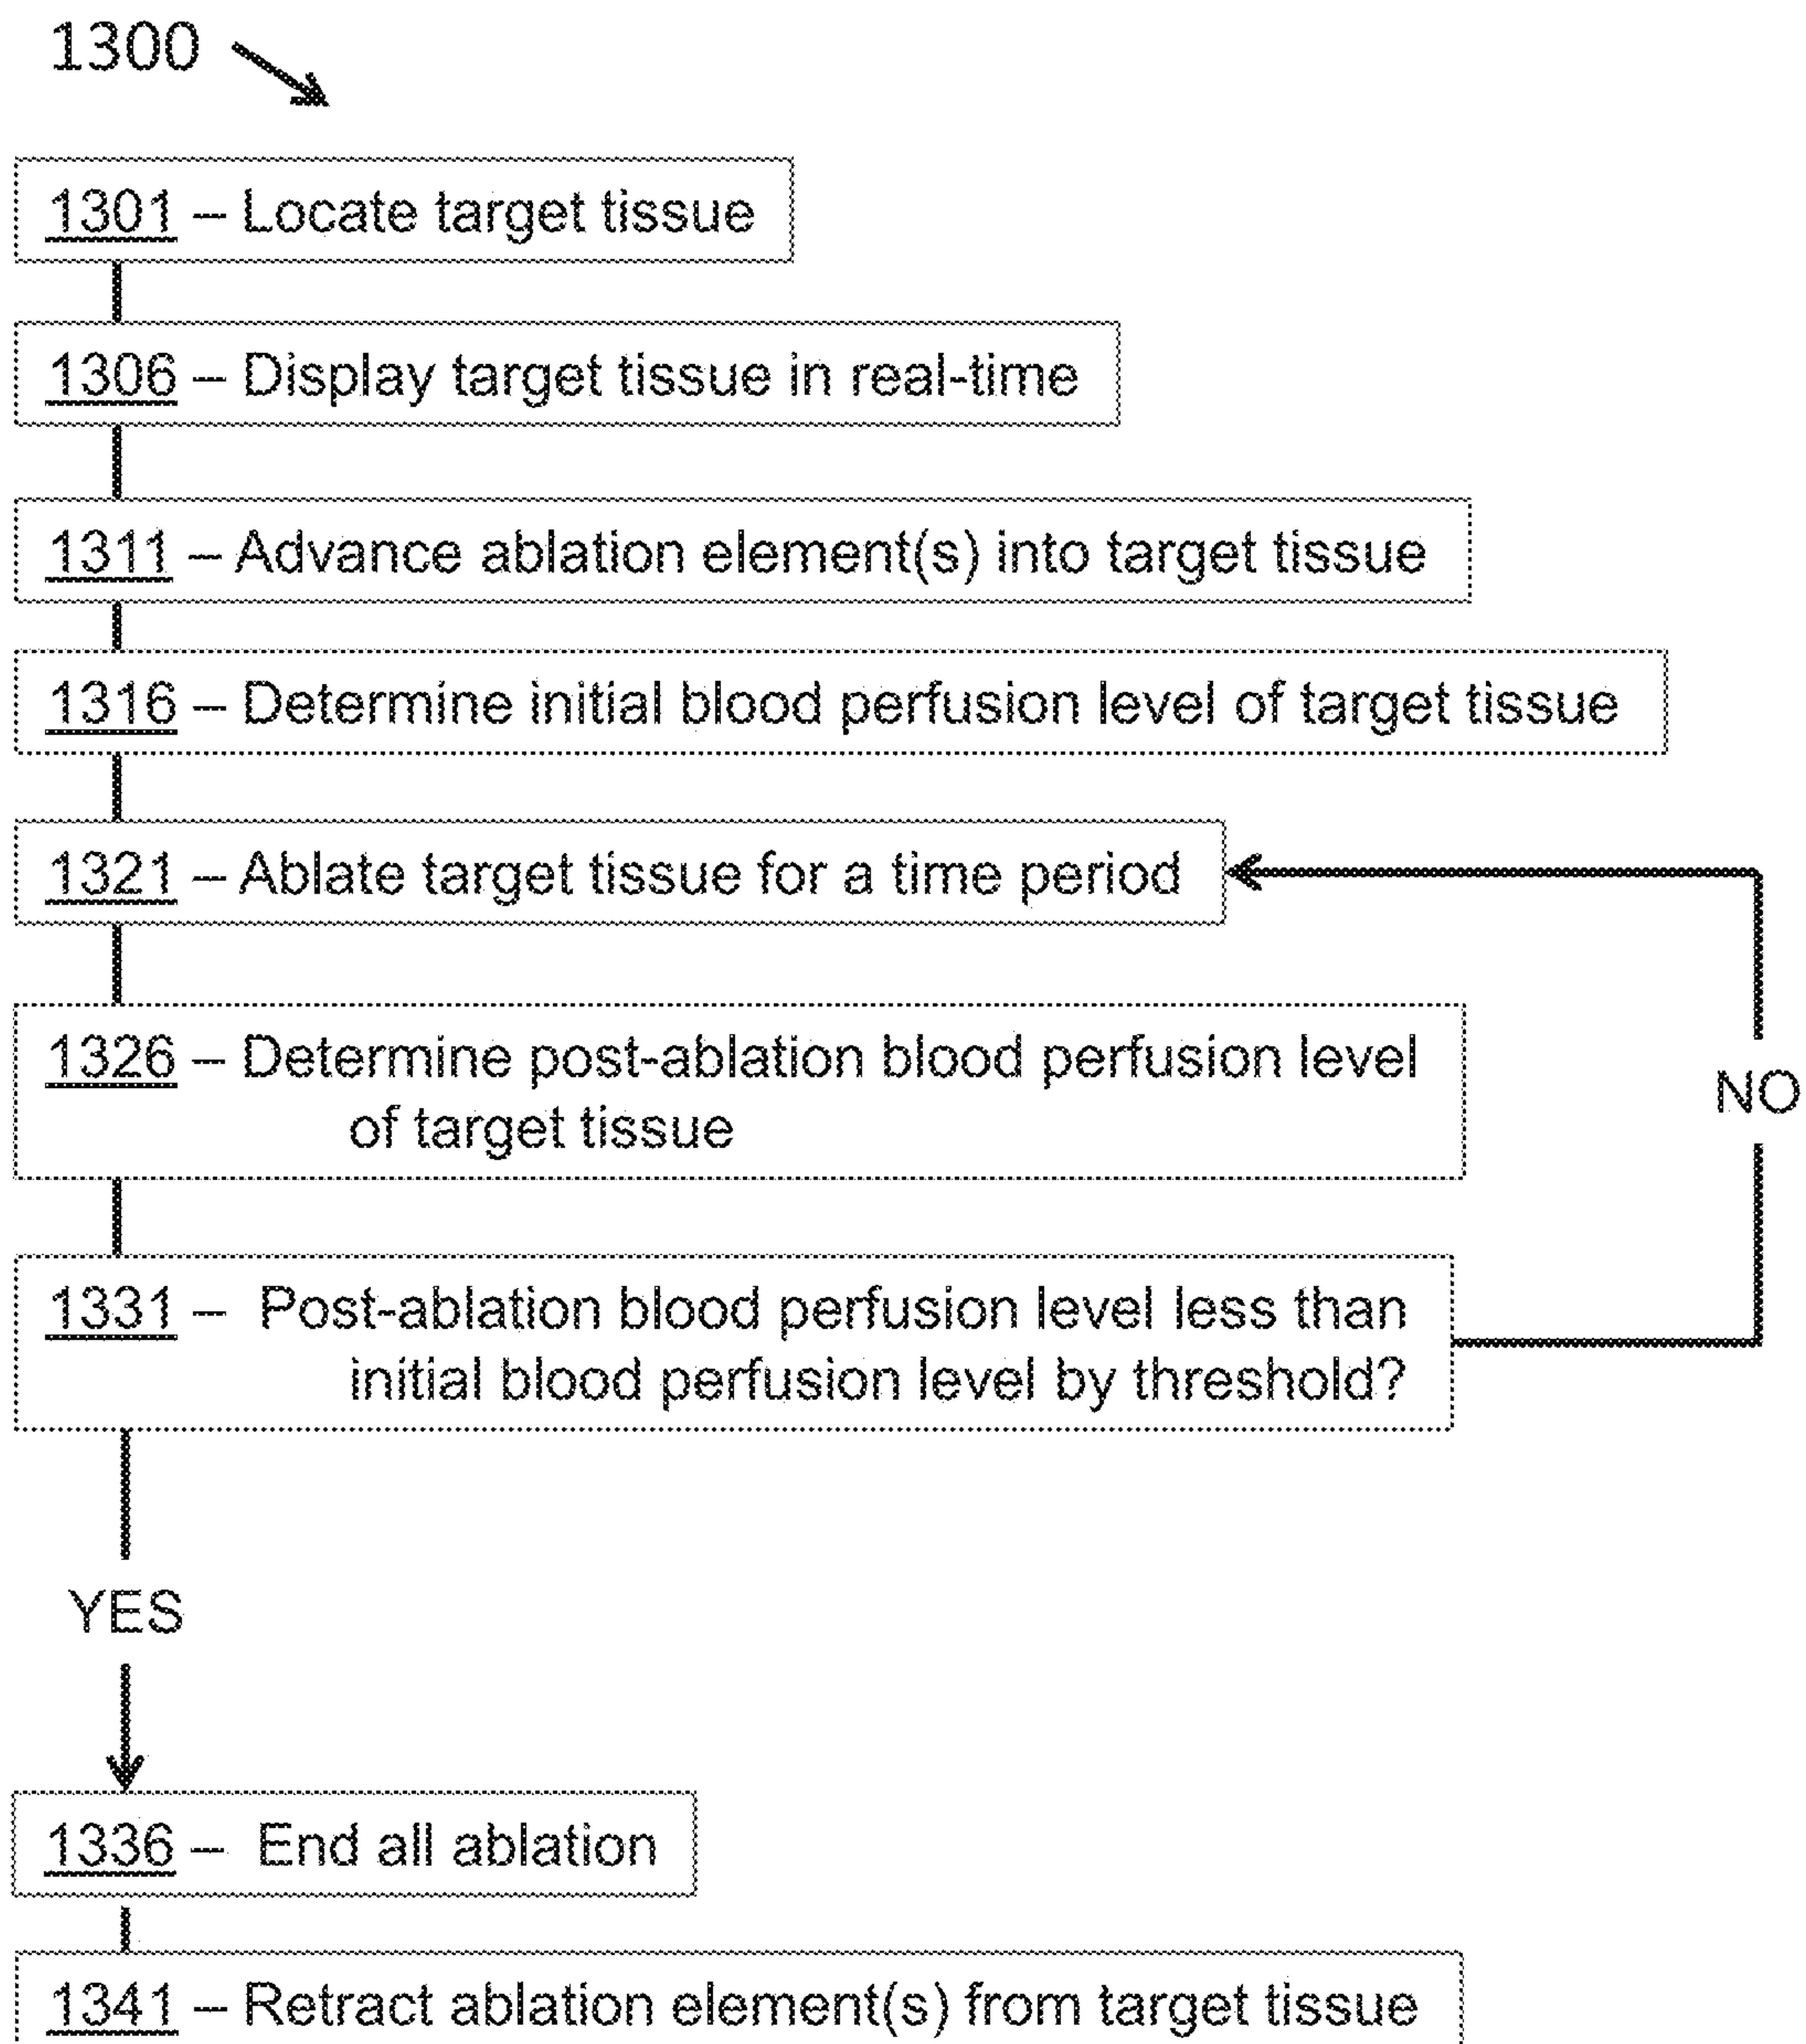 1300
1301 – Locate target tissue
1306 – Display target tissue in real-time
1311 – Advance ablation element(s) into target tissue
1316 – Determine initial blood perfusion level of target tissue
1321 – Ablate target tissue for a time period
1326 – Determine post-ablation blood perfusion level
of target tissue
NO
1331 – Post-ablation blood perfusion level less than
initial blood perfusion level by threshold?
YES
1336 – End all ablation
1341 – Retract ablation element(s) from target tissue